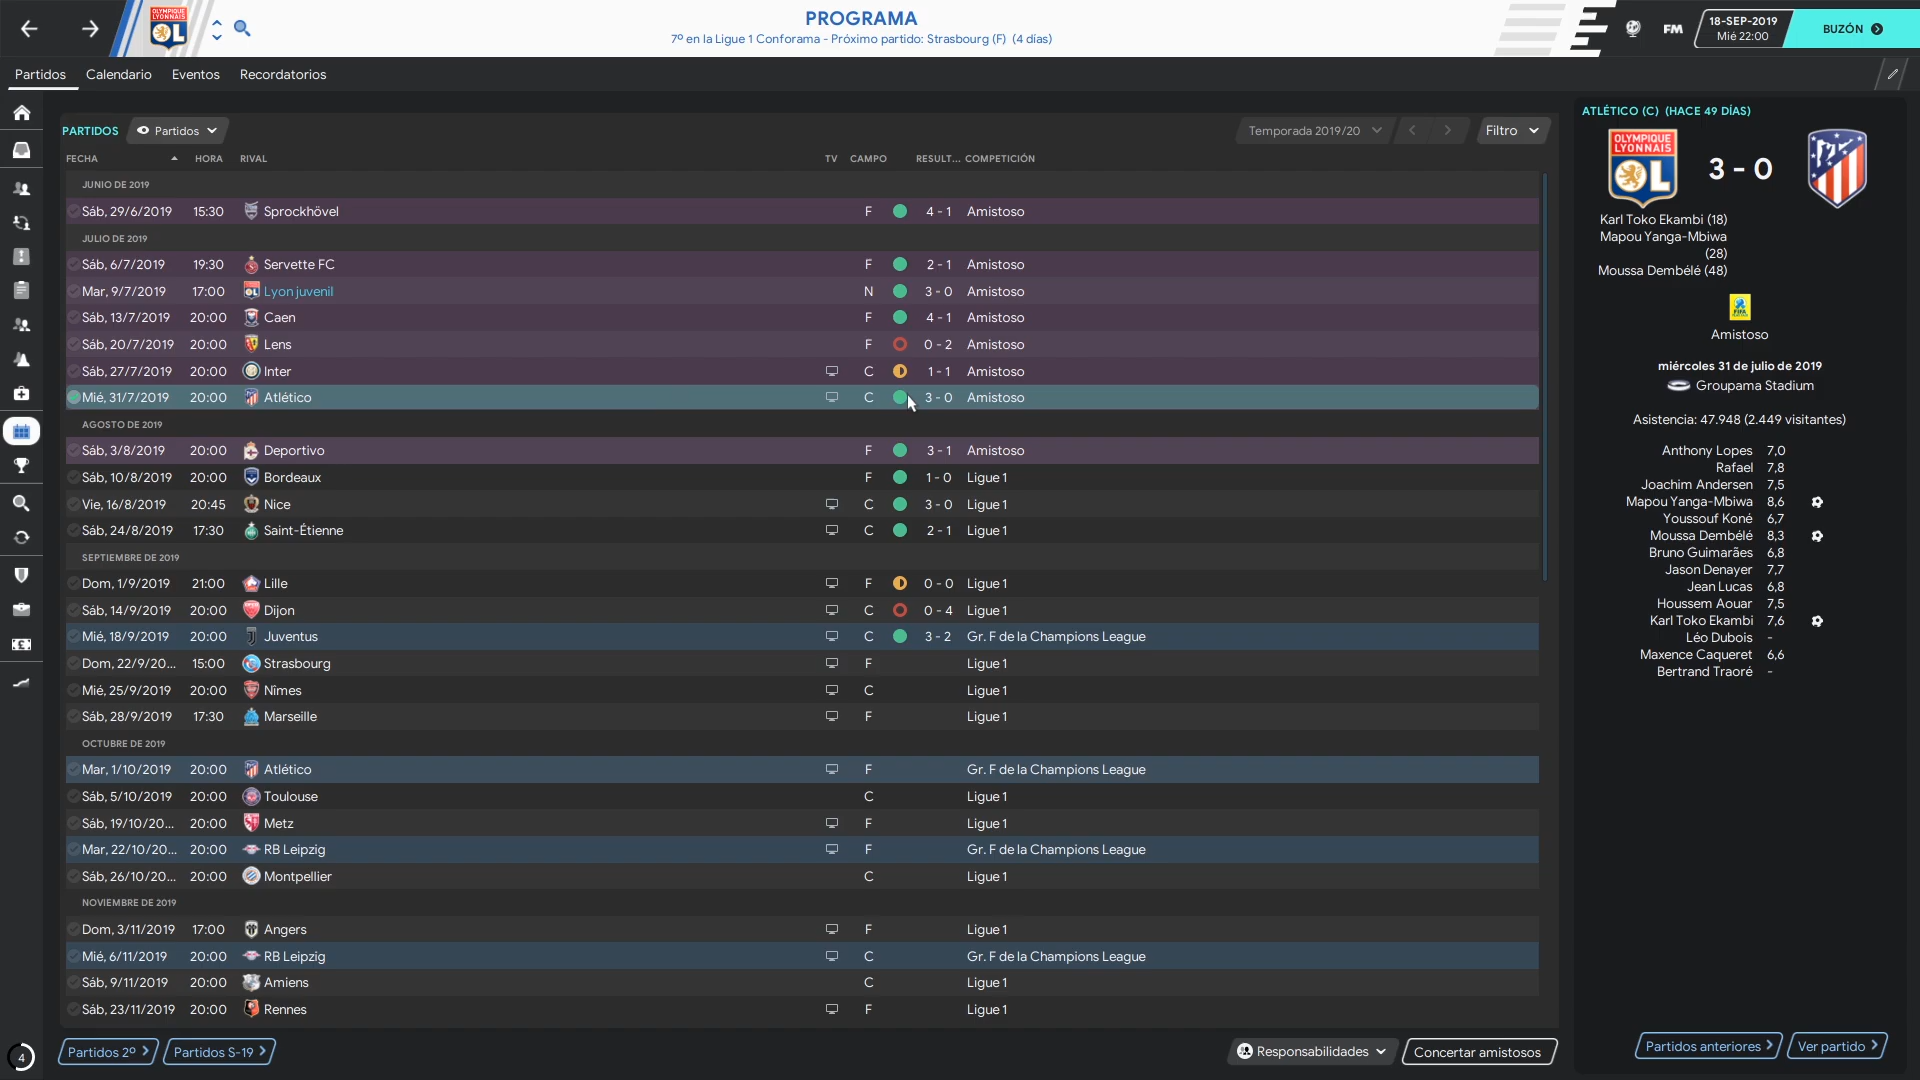 PROGRAMA
7º en la Ligue 1 Conforama - Próximo partido: Strasbourg (F) (4 días)
FM
18-SEP-2019
Mié 22:00
BUZÓN
Partidos Calendario Eventos Recordatorios
PARTIDOS Partidos Temporada 2019/20 Filtro
FECHA HORA RIVAL TV CAMPO RESULT... COMPETICIÓN
JUNIO DE 2019
Sáb, 29/6/2019 15:30 Sprockhövel F 4 - 1 Amistoso
JULIO DE 2019
Sáb, 6/7/2019 19:30 Servette FC F 2 - 1 Amistoso
Mar, 9/7/2019 17:00 Lyon juvenil N 3 - 0 Amistoso
Sáb, 13/7/2019 20:00 Caen F 4 - 1 Amistoso
Sáb, 20/7/2019 20:00 Lens F 0 - 2 Amistoso
Sáb, 27/7/2019 20:00 Inter C 1 - 1 Amistoso
Mié, 31/7/2019 20:00 Atlético C 3 - 0 Amistoso
AGOSTO DE 2019
Sáb, 3/8/2019 20:00 Deportivo F 3 - 1 Amistoso
Sáb, 10/8/2019 20:00 Bordeaux F 1 - 0 Ligue 1
Vie, 16/8/2019 20:45 Nice C 3 - 0 Ligue 1
Sáb, 24/8/2019 17:30 Saint-Étienne C 2 - 1 Ligue 1
SEPTIEMBRE DE 2019
Dom, 1/9/2019 21:00 Lille F 0 - 0 Ligue 1
Sáb, 14/9/2019 20:00 Dijon C 0 - 4 Ligue 1
Mié, 18/9/2019 20:00 Juventus C 3 - 2 Gr. F de la Champions League
Dom, 22/9/20... 15:00 Strasbourg F Ligue 1
Mié, 25/9/2019 20:00 Nîmes C Ligue 1
Sáb, 28/9/2019 17:30 Marseille F Ligue 1
OCTUBRE DE 2019
Mar, 1/10/2019 20:00 Atlético F Gr. F de la Champions League
Sáb, 5/10/2019 20:00 Toulouse C Ligue 1
Sáb, 19/10/20... 20:00 Metz F Ligue 1
Mar, 22/10/20... 20:00 RB Leipzig F Gr. F de la Champions League
Sáb, 26/10/20... 20:00 Montpellier C Ligue 1
NOVIEMBRE DE 2019
Dom, 3/11/2019 17:00 Angers F Ligue 1
Mié, 6/11/2019 20:00 RB Leipzig C Gr. F de la Champions League
Sáb, 9/11/2019 20:00 Amiens C Ligue 1
Sáb, 23/11/2019 20:00 Rennes F Ligue 1
4
Partidos 2º Partidos S-19 Responsabilidades Concertar amistosos
ATLÉTICO (C) (HACE 49 DÍAS)
OLYMPIQUE
LYONNAIS
OL
3 - 0
Karl Toko Ekambi (18)
Mapou Yanga-Mbiwa
(28)
Moussa Dembélé (48)
Amistoso
miércoles 31 de julio de 2019
Groupama Stadium
Asistencia: 47.948 (2.449 visitantes)
Anthony Lopes 7,0
Rafael 7,8
Joachim Andersen 7,5
Mapou Yanga-Mbiwa 8,6
Youssouf Koné 6,7
Moussa Dembélé 8,3
Bruno Guimarães 6,8
Jason Denayer 7,7
Jean Lucas 6,8
Houssem Aouar 7,5
Karl Toko Ekambi 7,6
Léo Dubois -
Maxence Caqueret 6,6
Bertrand Traoré -
Partidos anteriores Ver partido